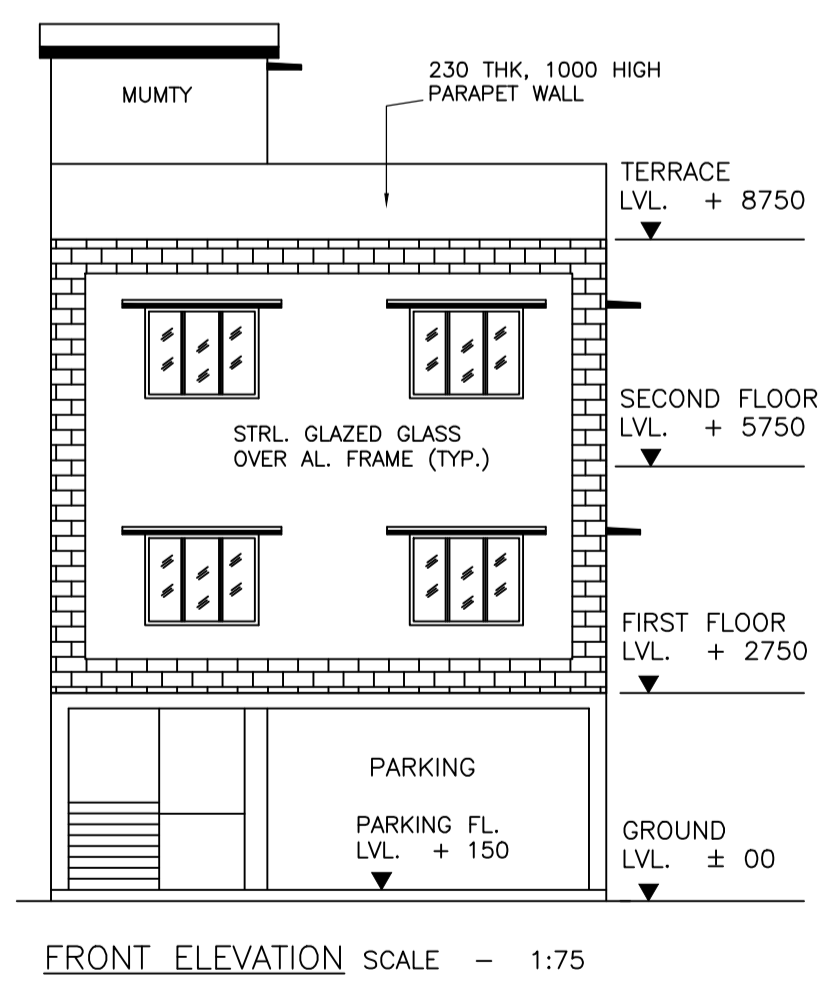 MUMTY
230 THK, 1000 HIGH
PARAPET WALL
TERRACE
LVL. + 8750
SECOND FLOOR
LVL. + 5750
STRL. GLAZED GLASS
OVER AL. FRAME (TYP.)
FIRST FLOOR
LVL. + 2750
PARKING
PARKING FL.
LVL. + 150
GROUND
LVL. ± 00
FRONT ELEVATION SCALE - 1:75